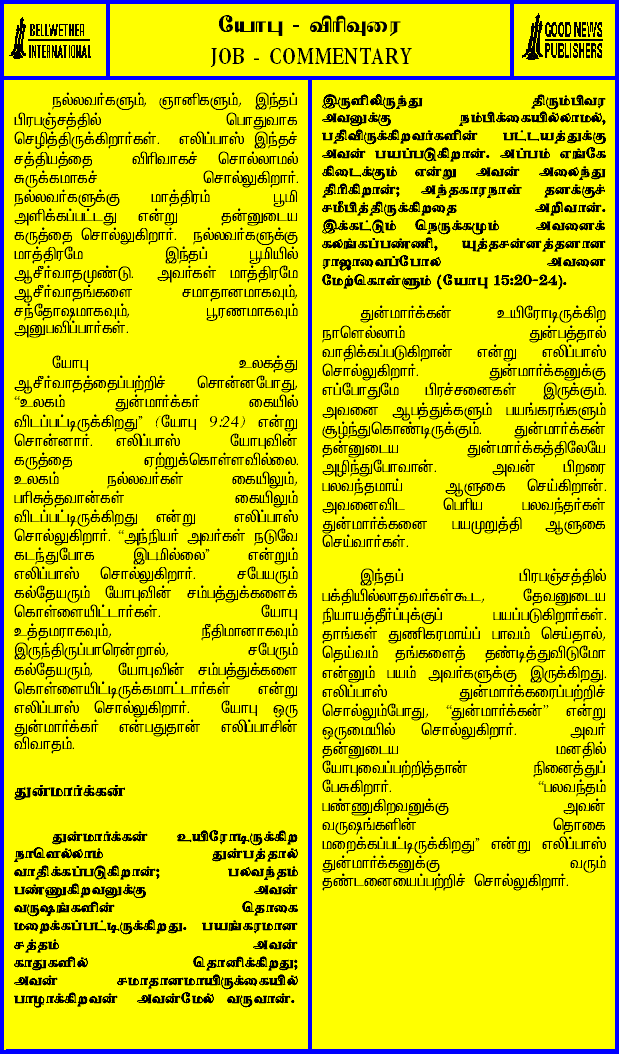 BELLWETHER
INTERNATIONAL
யோபு - விரிவுரை
JOB - COMMENTARY
GOOD NEWS
PUBLISHERS
நல்லவர்களும், ஞானிகளும், இந்தப்
பிரபஞ்சத்தில் பொதுவாக
செழித்திருக்கிறார்கள். எலிப்பாஸ் இந்தச்
சத்தியத்தை விரிவாகச் சொல்லாமல்
சுருக்கமாகச் சொல்லுகிறார்.
நல்லவர்களுக்கு மாத்திரம் பூமி
அளிக்கப்பட்டது என்று தன்னுடைய
கருத்தை சொல்லுகிறார். நல்லவர்களுக்கு
மாத்திரமே இந்தப் பூமியில்
ஆசீர்வாதமுண்டு. அவர்கள் மாத்திரமே
ஆசீர்வாதங்களை சமாதானமாகவும்,
சந்தோஷமாகவும், பூரணமாகவும்
அனுபவிப்பார்கள்.
யோபு உலகத்து
ஆசீர்வாதத்தைப்பற்றிச் சொன்னபோது,
“உலகம் துன்மார்க்கர் கையில்
விடப்பட்டிருக்கிறது” (யோபு 9:24) என்று
சொன்னார். எலிப்பாஸ் யோபுவின்
கருத்தை ஏற்றுக்கொள்ளவில்லை.
உலகம் நல்லவர்கள் கையிலும்,
பரிசுத்தவான்கள் கையிலும்
விடப்பட்டிருக்கிறது என்று எலிப்பாஸ்
சொல்லுகிறார். “அந்நியர் அவர்கள் நடுவே
கடந்துபோக இடமில்லை” என்றும்
எலிப்பாஸ் சொல்லுகிறார். சபேயரும்
கல்தேயரும் யோபுவின் சம்பத்துக்களைக்
கொள்ளையிட்டார்கள். யோபு
உத்தமராகவும், நீதிமானாகவும்
இருந்திருப்பாரென்றால், சபேரும்
கல்தேயரும், யோபுவின் சம்பத்துக்களை
கொள்ளையிட்டிருக்கமாட்டார்கள் என்று
எலிப்பாஸ் சொல்லுகிறார். யோபு ஒரு
துன்மார்க்கர் என்பதுதான் எலிப்பாசின்
விவாதம்.
துன்மார்க்கன்
துன்மார்க்கன் உயிரோடிருக்கிற
நாளெல்லாம் துன்பத்தால்
வாதிக்கப்படுகிறான்; பலவந்தம்
பண்ணுகிறவனுக்கு அவன்
வருஷங்களின் தொகை
மறைக்கப்பட்டிருக்கிறது. பயங்கரமான
சத்தம் அவன்
காதுகளில் தொனிக்கிறது;
அவன் சமாதானமாயிருக்கையில்
பாழாக்கிறவன் அவன்மேல் வருவான்.
இருளிலிருந்து திரும்பிவர
அவனுக்கு நம்பிக்கையில்லாமல்,
பதிவிருக்கிறவர்களின் பட்டயத்துக்கு
அவன் பயப்படுகிறான். அப்பம் எங்கே
கிடைக்கும் என்று அவன் அலைந்து
திரிகிறான்; அந்தகாரநாள் தனக்குச்
சமீபித்திருக்கிறதை அறிவான்.
இக்கட்டும் நெருக்கமும் அவனைக்
கலங்கப்பண்ணி, யுத்தசன்னத்தனான
ராஜாவைப்போல அவனை
மேற்கொள்ளும் (யோபு 15:20-24).
துன்மார்க்கன் உயிரோடிருக்கிற
நாளெல்லாம் துன்பத்தால்
வாதிக்கப்படுகிறான் என்று எலிப்பாஸ்
சொல்லுகிறார். துன்மார்க்கனுக்கு
எப்போதுமே பிரச்சனைகள் இருக்கும்.
அவனை ஆபத்துக்களும் பயங்கரங்களும்
சூழ்ந்துகொண்டிருக்கும். துன்மார்க்கன்
தன்னுடைய துன்மார்க்கத்திலேயே
அழிந்துபோவான். அவன் பிறரை
பலவந்தமாய் ஆளுகை செய்கிறான்.
அவனைவிட பெரிய பலவந்தர்கள்
துன்மார்க்கனை பயமுறுத்தி ஆளுகை
செய்வார்கள்.
இந்தப் பிரபஞ்சத்தில்
பக்தியில்லாதவர்கள்கூட, தேவனுடைய
நியாயத்தீர்ப்புக்குப் பயப்படுகிறார்கள்.
தாங்கள் துணிகரமாய்ப் பாவம் செய்தால்,
தெய்வம் தங்களைத் தண்டித்துவிடுமோ
என்னும் பயம் அவர்களுக்கு இருக்கிறது.
எலிப்பாஸ் துன்மார்க்கரைப்பற்றிச்
சொல்லும்போது, “துன்மார்க்கன்” என்று
ஒருமையில் சொல்லுகிறார். அவர்
தன்னுடைய மனதில்
யோபுவைப்பற்றித்தான் நினைத்துப்
பேசுகிறார். “பலவந்தம்
பண்ணுகிறவனுக்கு அவன்
வருஷங்களின் தொகை
மறைக்கப்பட்டிருக்கிறது” என்று எலிப்பாஸ்
துன்மார்க்கனுக்கு வரும்
தண்டனையைப்பற்றிச் சொல்லுகிறார்.